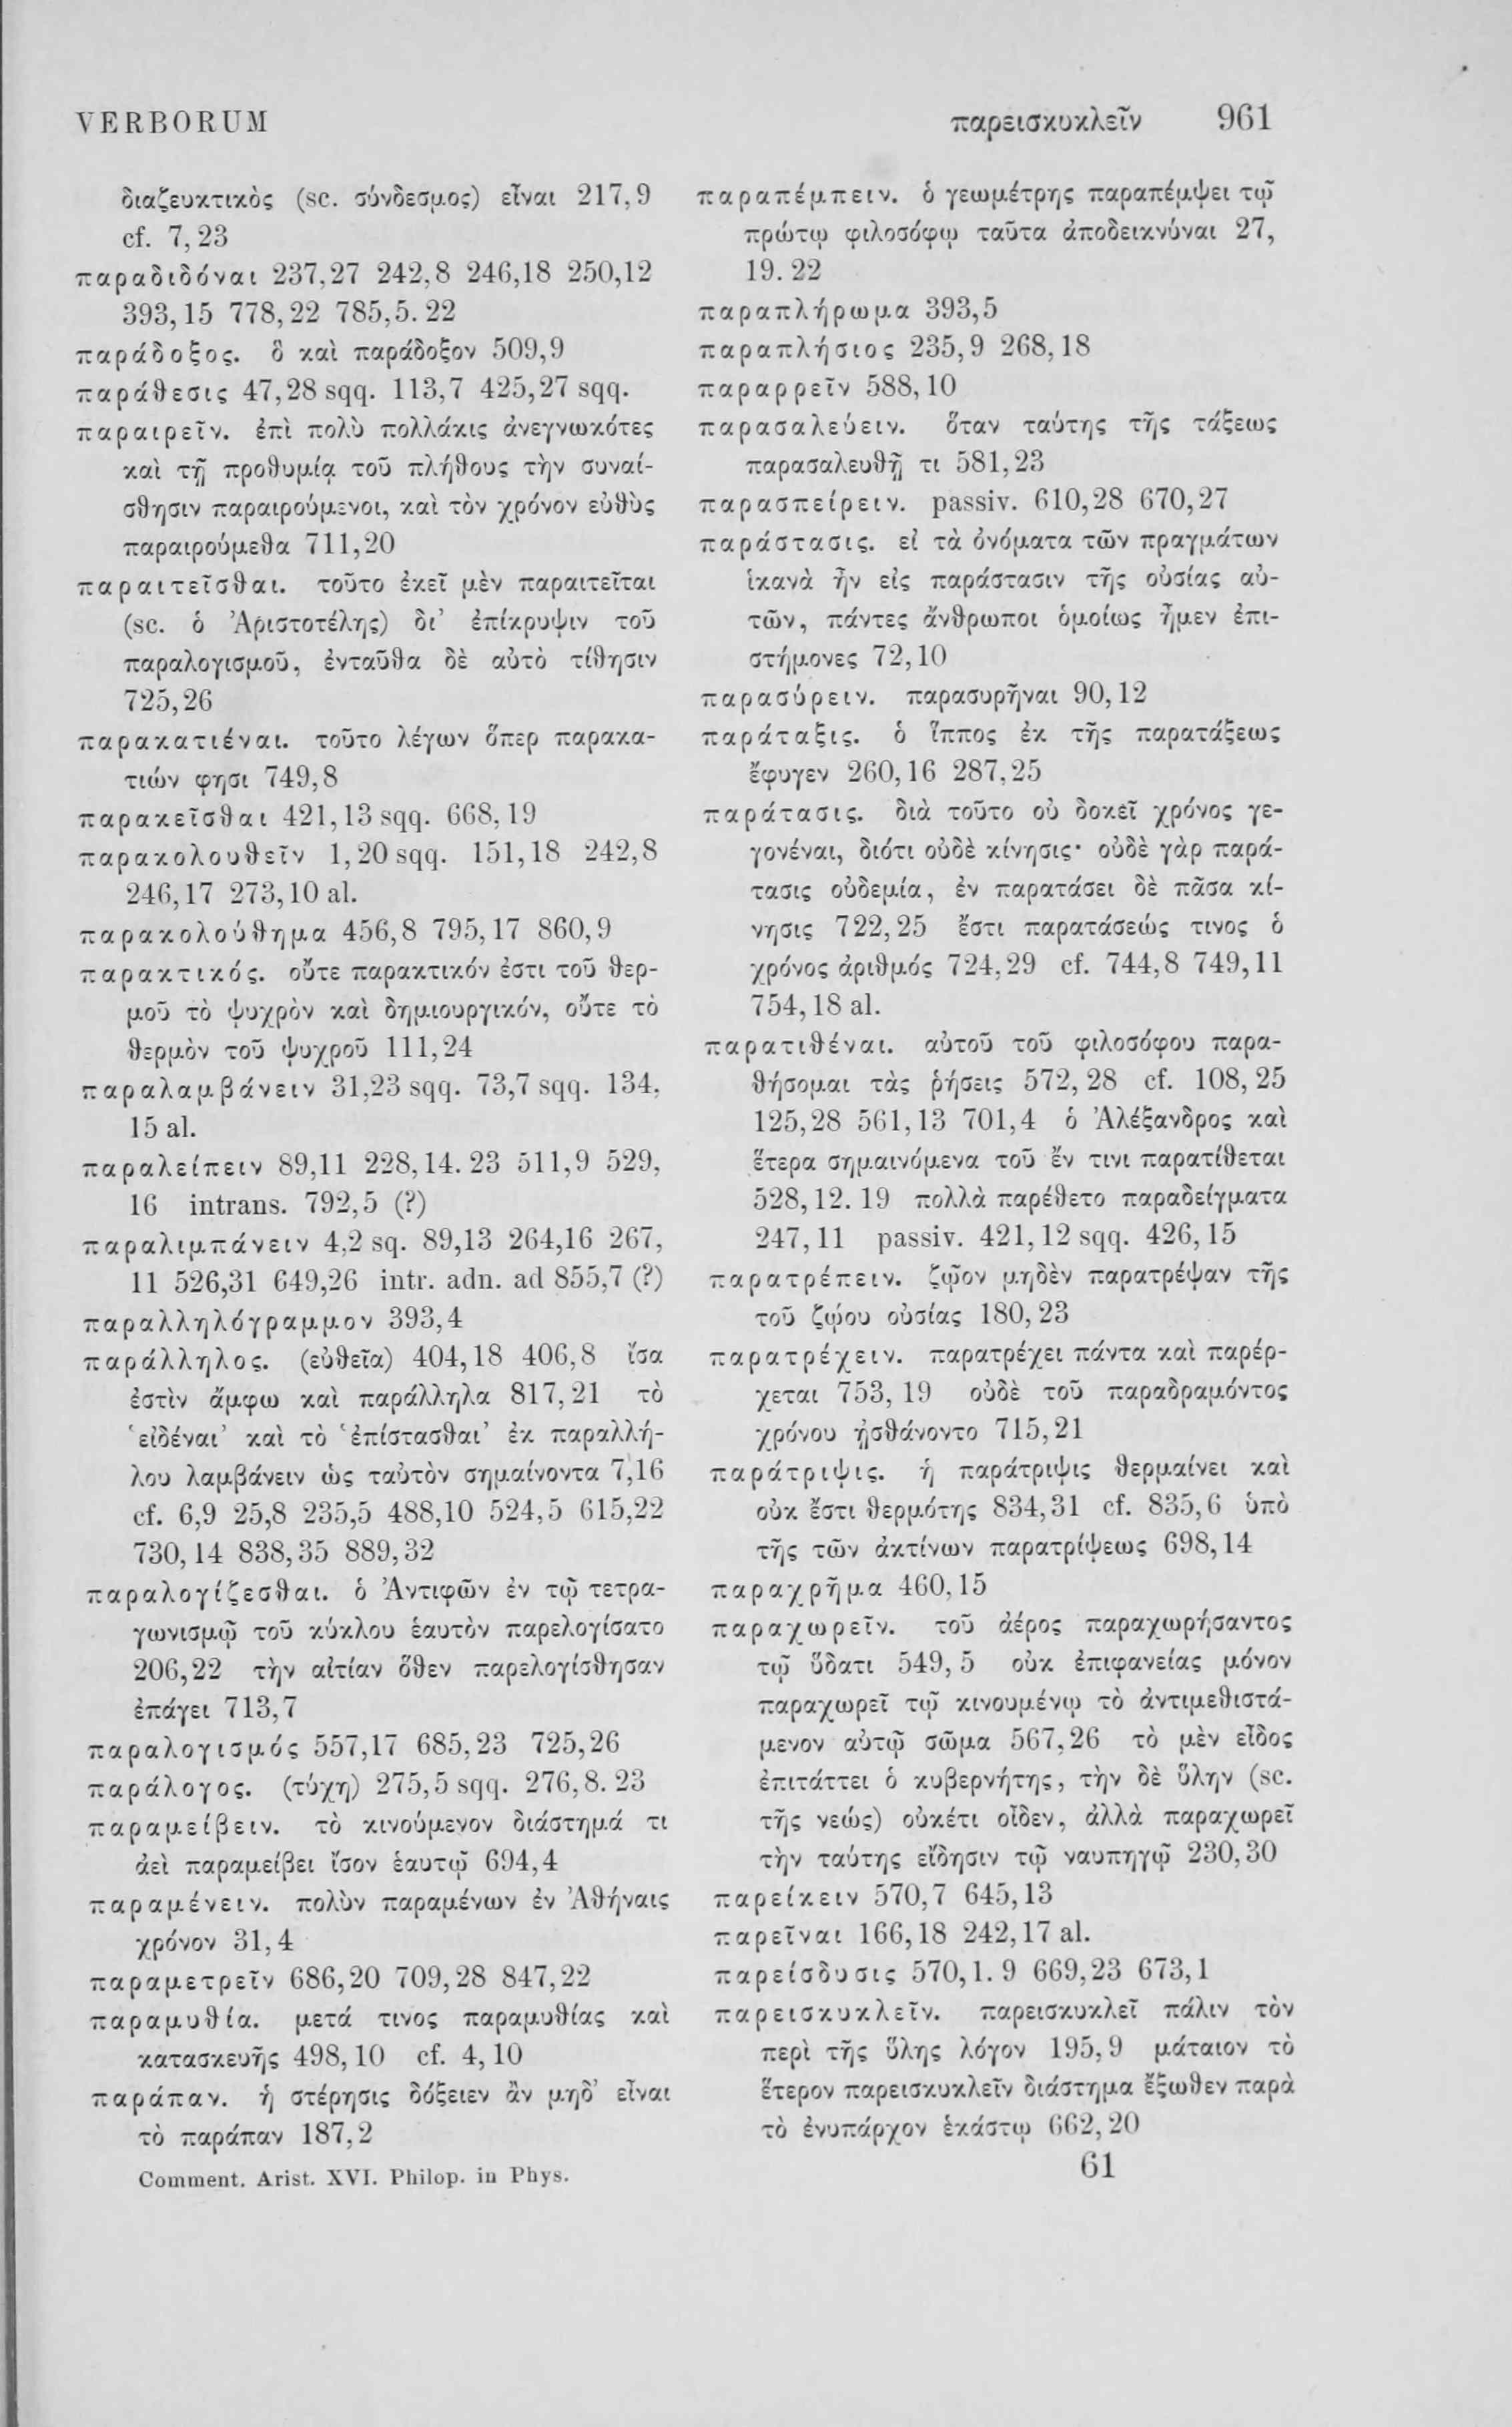 VERBORUM παρεισκυκλεῖν 961
διαζευκτικὸς (sc. σύνδεσμος) εἶναι 217,9
cf. 7,23
παραδιδόναι 237,27 242,8 246,18 250,12
393,15 778,22 785,5. 22
παράδοξος. ὃ καὶ παράδοξον 509,9
παράθεσις 47,28 sqq. 113,7 425,27 sqq.
παραιρεῖν. ἐπὶ πολὺ πολλάκις ἀνεγνωκότες
καὶ τῇ προθυμίᾳ τοῦ πλήθους τὴν συναί-
σθησιν παραιρούμενοι, καὶ τὸν χρόνον εὐθὺς
παραιρούμεθα 711,20
παραιτεῖσθαι. τοῦτο ἐκεῖ μὲν παραιτεῖται
(sc. ὁ Ἀριστοτέλης) δι’ ἐπίκρυψιν τοῦ
παραλογισμοῦ, ἐνταῦθα δὲ αὐτὸ τίθησιν
725,26
παρακατιέναι. τοῦτο λέγων ὅπερ παρακα-
τιών φησι 749,8
παρακεῖσθαι 421,13 sqq. 668,19
παρακολουθεῖν 1,20 sqq. 151,18 242,8
246,17 273,10 al.
παρακολούθημα 456,8 795,17 860,9
παρακτικός. οὔτε παρακτικόν ἐστι τοῦ θερ-
μοῦ τὸ ψυχρὸν καὶ δημιουργικόν, οὔτε τὸ
θερμὸν τοῦ ψυχροῦ 111,24
παραλαμβάνειν 31,23 sqq. 73,7 sqq. 134,
15 al.
παραλείπειν 89,11 228,14. 23 511,9 529,
16 intrans. 792,5 (?)
παραλιμπάνειν 4,2 sq. 89,13 264,16 267,
11 526,31 649,26 intr. adn. ad 855,7 (?)
παραλληλόγραμμον 393,4
παράλληλος. (εὐθεῖα) 404,18 406,8 ἴσα
ἐστὶν ἄμφω καὶ παράλληλα 817,21 τὸ
‘εἰδέναι’ καὶ τὸ ‘ἐπίστασθαι’ ἐκ παραλλή-
λου λαμβάνειν ὡς ταὐτὸν σημαίνοντα 7,16
cf. 6,9 25,8 235,5 488,10 524,5 615,22
730,14 838,35 889,32
παραλογίζεσθαι. ὁ Ἀντιφῶν ἐν τῷ τετρα-
γωνισμῷ τοῦ κύκλου ἑαυτὸν παρελογίσατο
206,22 τὴν αἰτίαν ὅθεν παρελογίσθησαν
ἐπάγει 713,7
παραλογισμός 557,17 685,23 725,26
παράλογος. (τύχη) 275,5 sqq. 276,8. 23
παραμείβειν. τὸ κινούμενον διάστημά τι
ἀεὶ παραμείβει ἴσον ἑαυτῷ 694,4
παραμένειν. πολὺν παραμένων ἐν Ἀθήναις
χρόνον 31,4
παραμετρεῖν 686,20 709,28 847,22
παραμυθία. μετά τινος παραμυθίας καὶ
κατασκευῆς 498,10 cf. 4,10
παράπαν. ἡ στέρησις δόξειεν ἂν μηδ’ εἶναι
τὸ παράπαν 187,2
Comment. Arist. XVI. Philop. in Phys.
παραπέμπειν. ὁ γεωμέτρης παραπέμψει τῷ
πρώτῳ φιλοσόφῳ ταῦτα ἀποδεικνύναι 27,
19. 22
παραπλήρωμα 393,5
παραπλήσιος 235,9 268,18
παραρρεῖν 588,10
παρασαλεύειν. ὅταν ταύτης τῆς τάξεως
παρασαλευθῇ τι 581,23
παρασπείρειν. passiv. 610,28 670,27
παράστασις. εἰ τὰ ὀνόματα τῶν πραγμάτων
ἱκανὰ ἦν εἰς παράστασιν τῆς οὐσίας αὐ-
τῶν, πάντες ἄνθρωποι ὁμοίως ἦμεν ἐπι-
στήμονες 72,10
παρασύρειν. παρασυρῆναι 90,12
παράταξις. ὁ ἵππος ἐκ τῆς παρατάξεως
ἔφυγεν 260,16 287,25
παράτασις. διὰ τοῦτο οὐ δοκεῖ χρόνος γε-
γονέναι, διότι οὐδὲ κίνησις· οὐδὲ γὰρ παρά-
τασις οὐδεμία, ἐν παρατάσει δὲ πᾶσα κί-
νησις 722,25 ἔστι παρατάσεώς τινος ὁ
χρόνος ἀριθμός 724,29 cf. 744,8 749,11
754,18 al.
παρατιθέναι. αὐτοῦ τοῦ φιλοσόφου παρα-
θήσομαι τὰς ῥήσεις 572,28 cf. 108,25
125,28 561,13 701,4 ὁ Ἀλέξανδρος καὶ
ἕτερα σημαινόμενα τοῦ ἔν τινι παρατίθεται
528,12. 19 πολλὰ παρέθετο παραδείγματα
247,11 passiv. 421,12 sqq. 426,15
παρατρέπειν. ζῷον μηδὲν παρατρέψαν τῆς
τοῦ ζῴου οὐσίας 180,23
παρατρέχειν. παρατρέχει πάντα καὶ παρέρ-
χεται 753,19 οὐδὲ τοῦ παραδραμόντος
χρόνου ᾐσθάνοντο 715,21
παράτριψις. ἡ παράτριψις θερμαίνει καὶ
οὐκ ἔστι θερμότης 834,31 cf. 835,6 ὑπὸ
τῆς τῶν ἀκτίνων παρατρίψεως 698,14
παραχρῆμα 460,15
παραχωρεῖν. τοῦ ἀέρος παραχωρήσαντος
τῷ ὕδατι 549,5 οὐκ ἐπιφανείας μόνον
παραχωρεῖ τῷ κινουμένῳ τὸ ἀντιμεθιστά-
μενον αὐτῷ σῶμα 567,26 τὸ μὲν εἶδος
ἐπιτάττει ὁ κυβερνήτης, τὴν δὲ ὕλην (sc.
τῆς νεώς) οὐκέτι οἶδεν, ἀλλὰ παραχωρεῖ
τὴν ταύτης εἴδησιν τῷ ναυπηγῷ 230,30
παρείκειν 570,7 645,13
παρεῖναι 166,18 242,17 al.
παρείσδυσις 570,1. 9 669,23 673,1
παρεισκυκλεῖν. παρεισκυκλεῖ πάλιν τὸν
περὶ τῆς ὕλης λόγον 195,9 μάταιον τὸ
ἕτερον παρεισκυκλεῖν διάστημα ἔξωθεν παρὰ
τὸ ἐνυπάρχον ἑκάστῳ 662,20
61